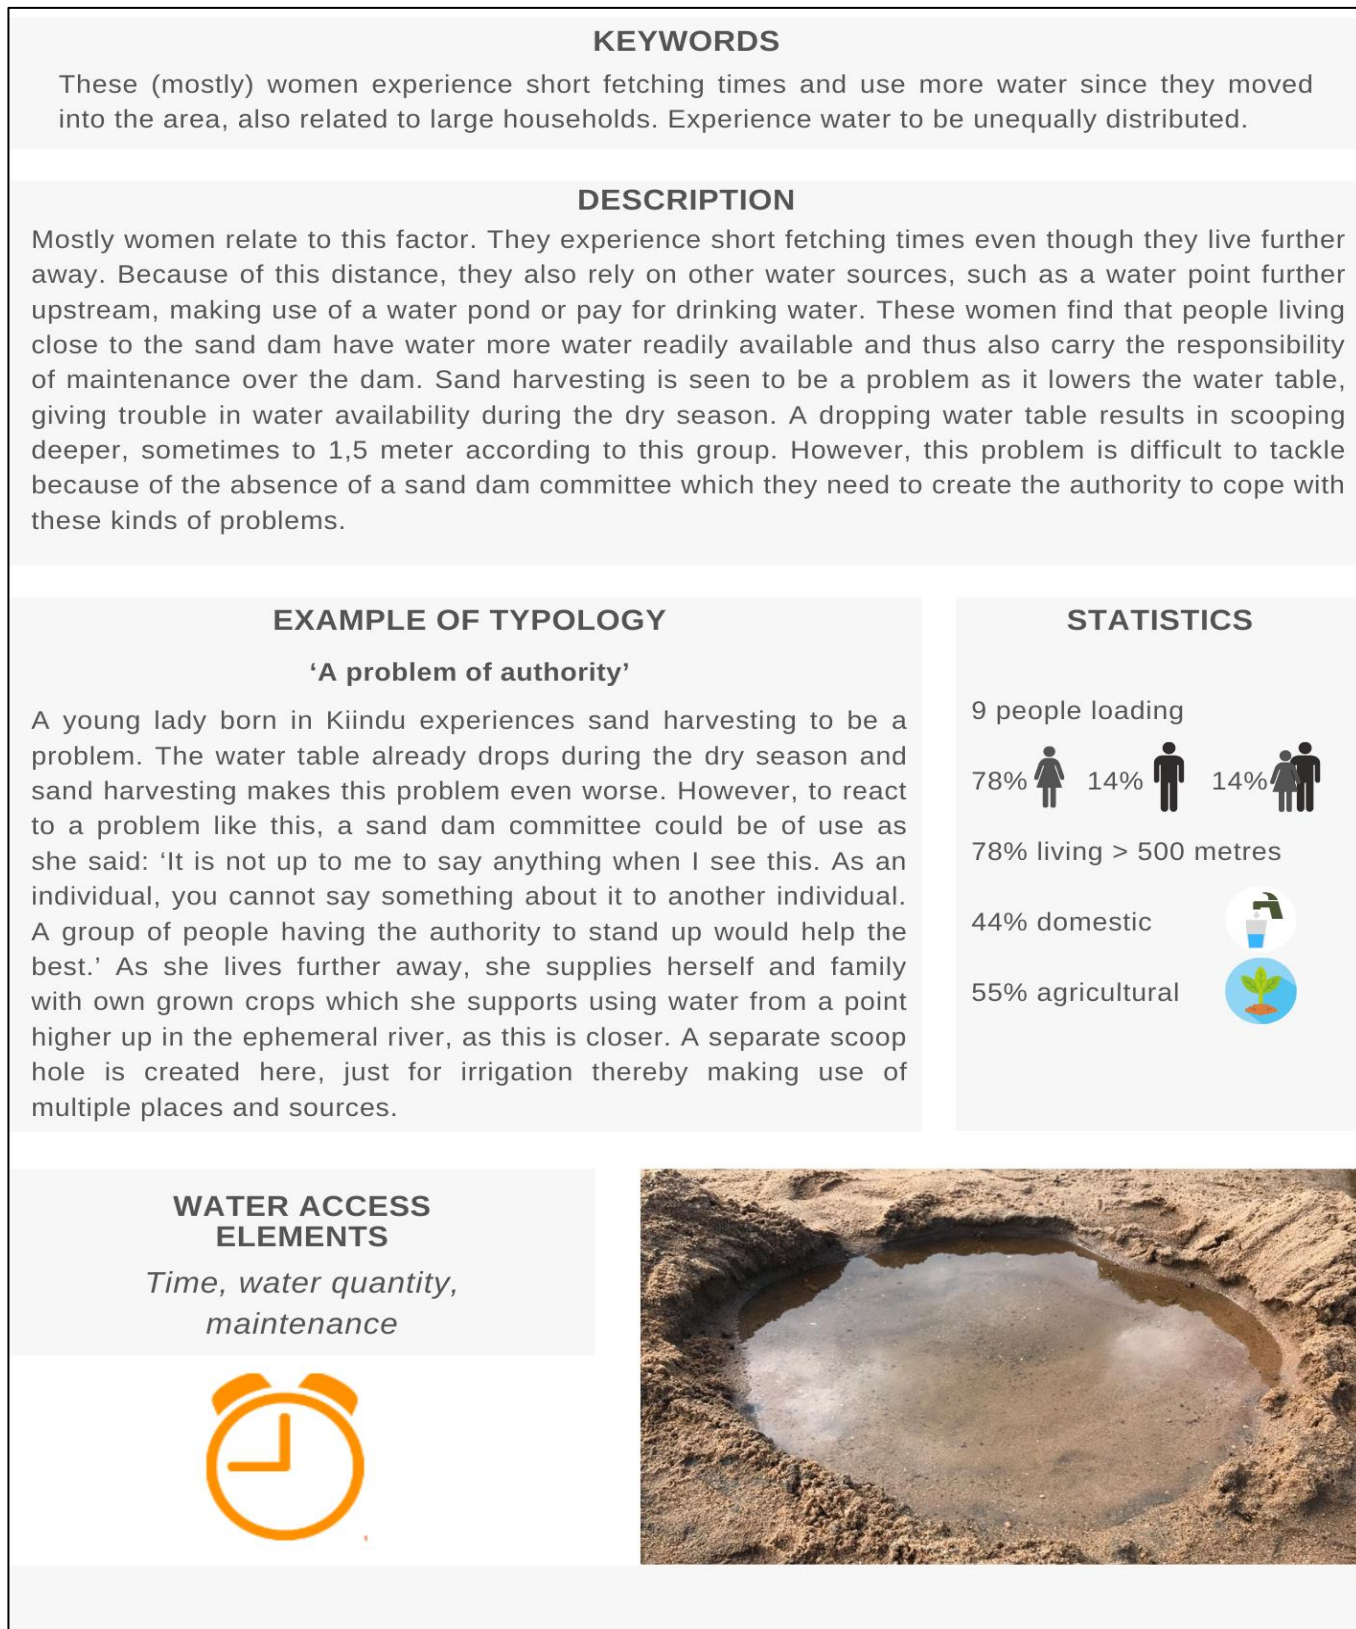 KEYWORDS
These (mostly) women experience short fetching times and use more water since they moved
into the area, also related to large households. Experience water to be unequally distributed.
DESCRIPTION
Mostly women relate to this factor. They experience short fetching times even though they live further
away. Because of this distance, they also rely on other water sources, such as a water point further
upstream, making use of a water pond or pay for drinking water. These women find that people living
close to the sand dam have water more water readily available and thus also carry the responsibility
of maintenance over the dam. Sand harvesting is seen to be a problem as it lowers the water table,
giving trouble in water availability during the dry season. A dropping water table results in scooping
deeper, sometimes to 1,5 meter according to this group. However, this problem is difficult to tackle
because of the absence of a sand dam committee which they need to create the authority to cope with
these kinds of problems.
EXAMPLE OF TYPOLOGY
‘A problem of authority’
A young lady born in Kiindu experiences sand harvesting to be a
problem. The water table already drops during the dry season and
sand harvesting makes this problem even worse. However, to react
to a problem like this, a sand dam committee could be of use as
she said: ‘It is not up to me to say anything when I see this. As an
individual, you cannot say something about it to another individual.
A group of people having the authority to stand up would help the
best.’ As she lives further away, she supplies herself and family
with own grown crops which she supports using water from a point
higher up in the ephemeral river, as this is closer. A separate scoop
hole is created here, just for irrigation thereby making use of
multiple places and sources.
STATISTICS
9 people loading
78% 14% 14%
78% living > 500 metres
44% domestic
55% agricultural
WATER ACCESS
ELEMENTS
Time, water quantity,
maintenance